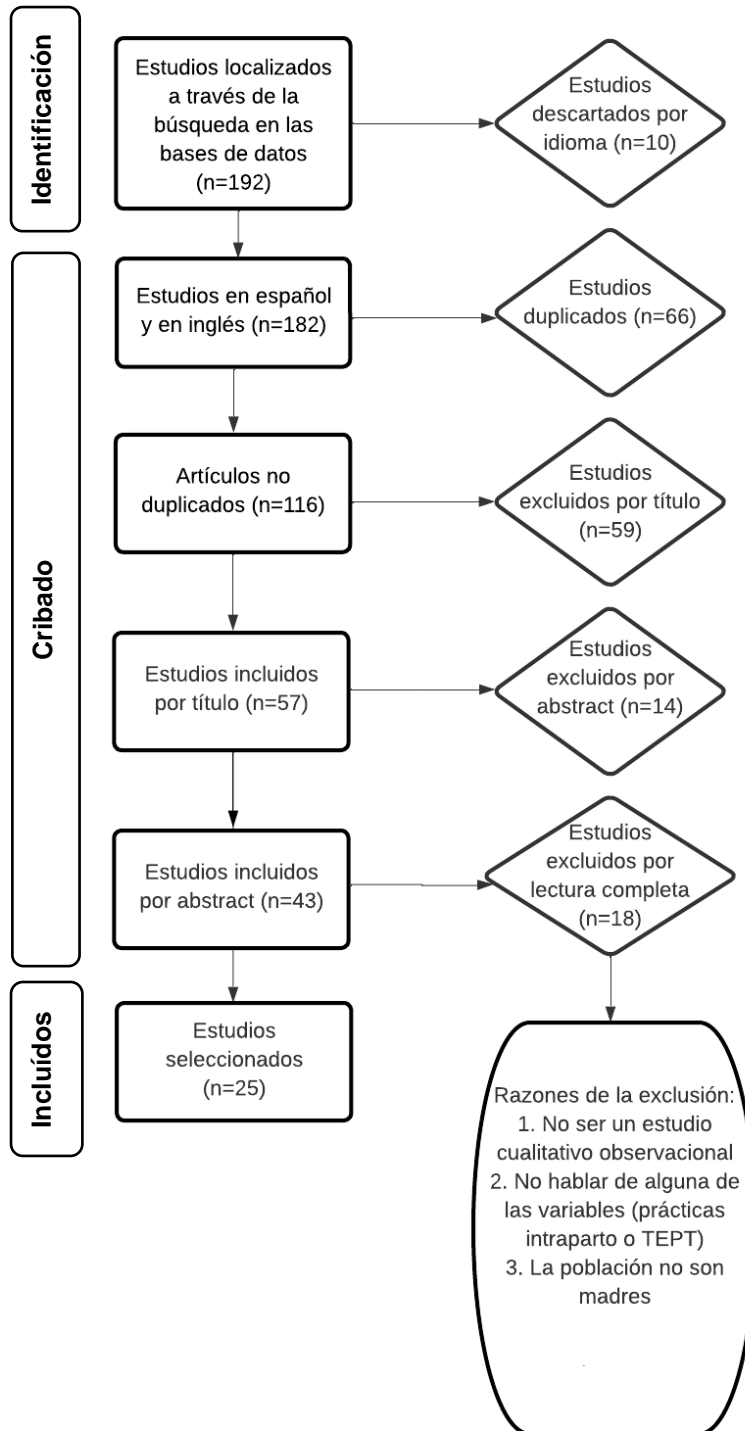 Identificación
Estudios localizados
a través de la
búsqueda en las
bases de datos
(n=192)
Estudios
descartados por
idioma (n=10)
Cribado
Estudios en español
y en inglés (n=182)
Estudios
duplicados (n=66)
Artículos no
duplicados (n=116)
Estudios
excluidos por título
(n=59)
Estudios incluidos
por título (n=57)
Estudios
excluidos por
abstract (n=14)
Estudios incluidos
por abstract (n=43)
Estudios
excluidos por
lectura completa
(n=18)
Incluídos
Estudios
seleccionados
(n=25)
Razones de la exclusión:
1. No ser un estudio
cualitativo observacional
2. No hablar de alguna de
las variables (prácticas
intraparto o TEPT)
3. La población no son
madres